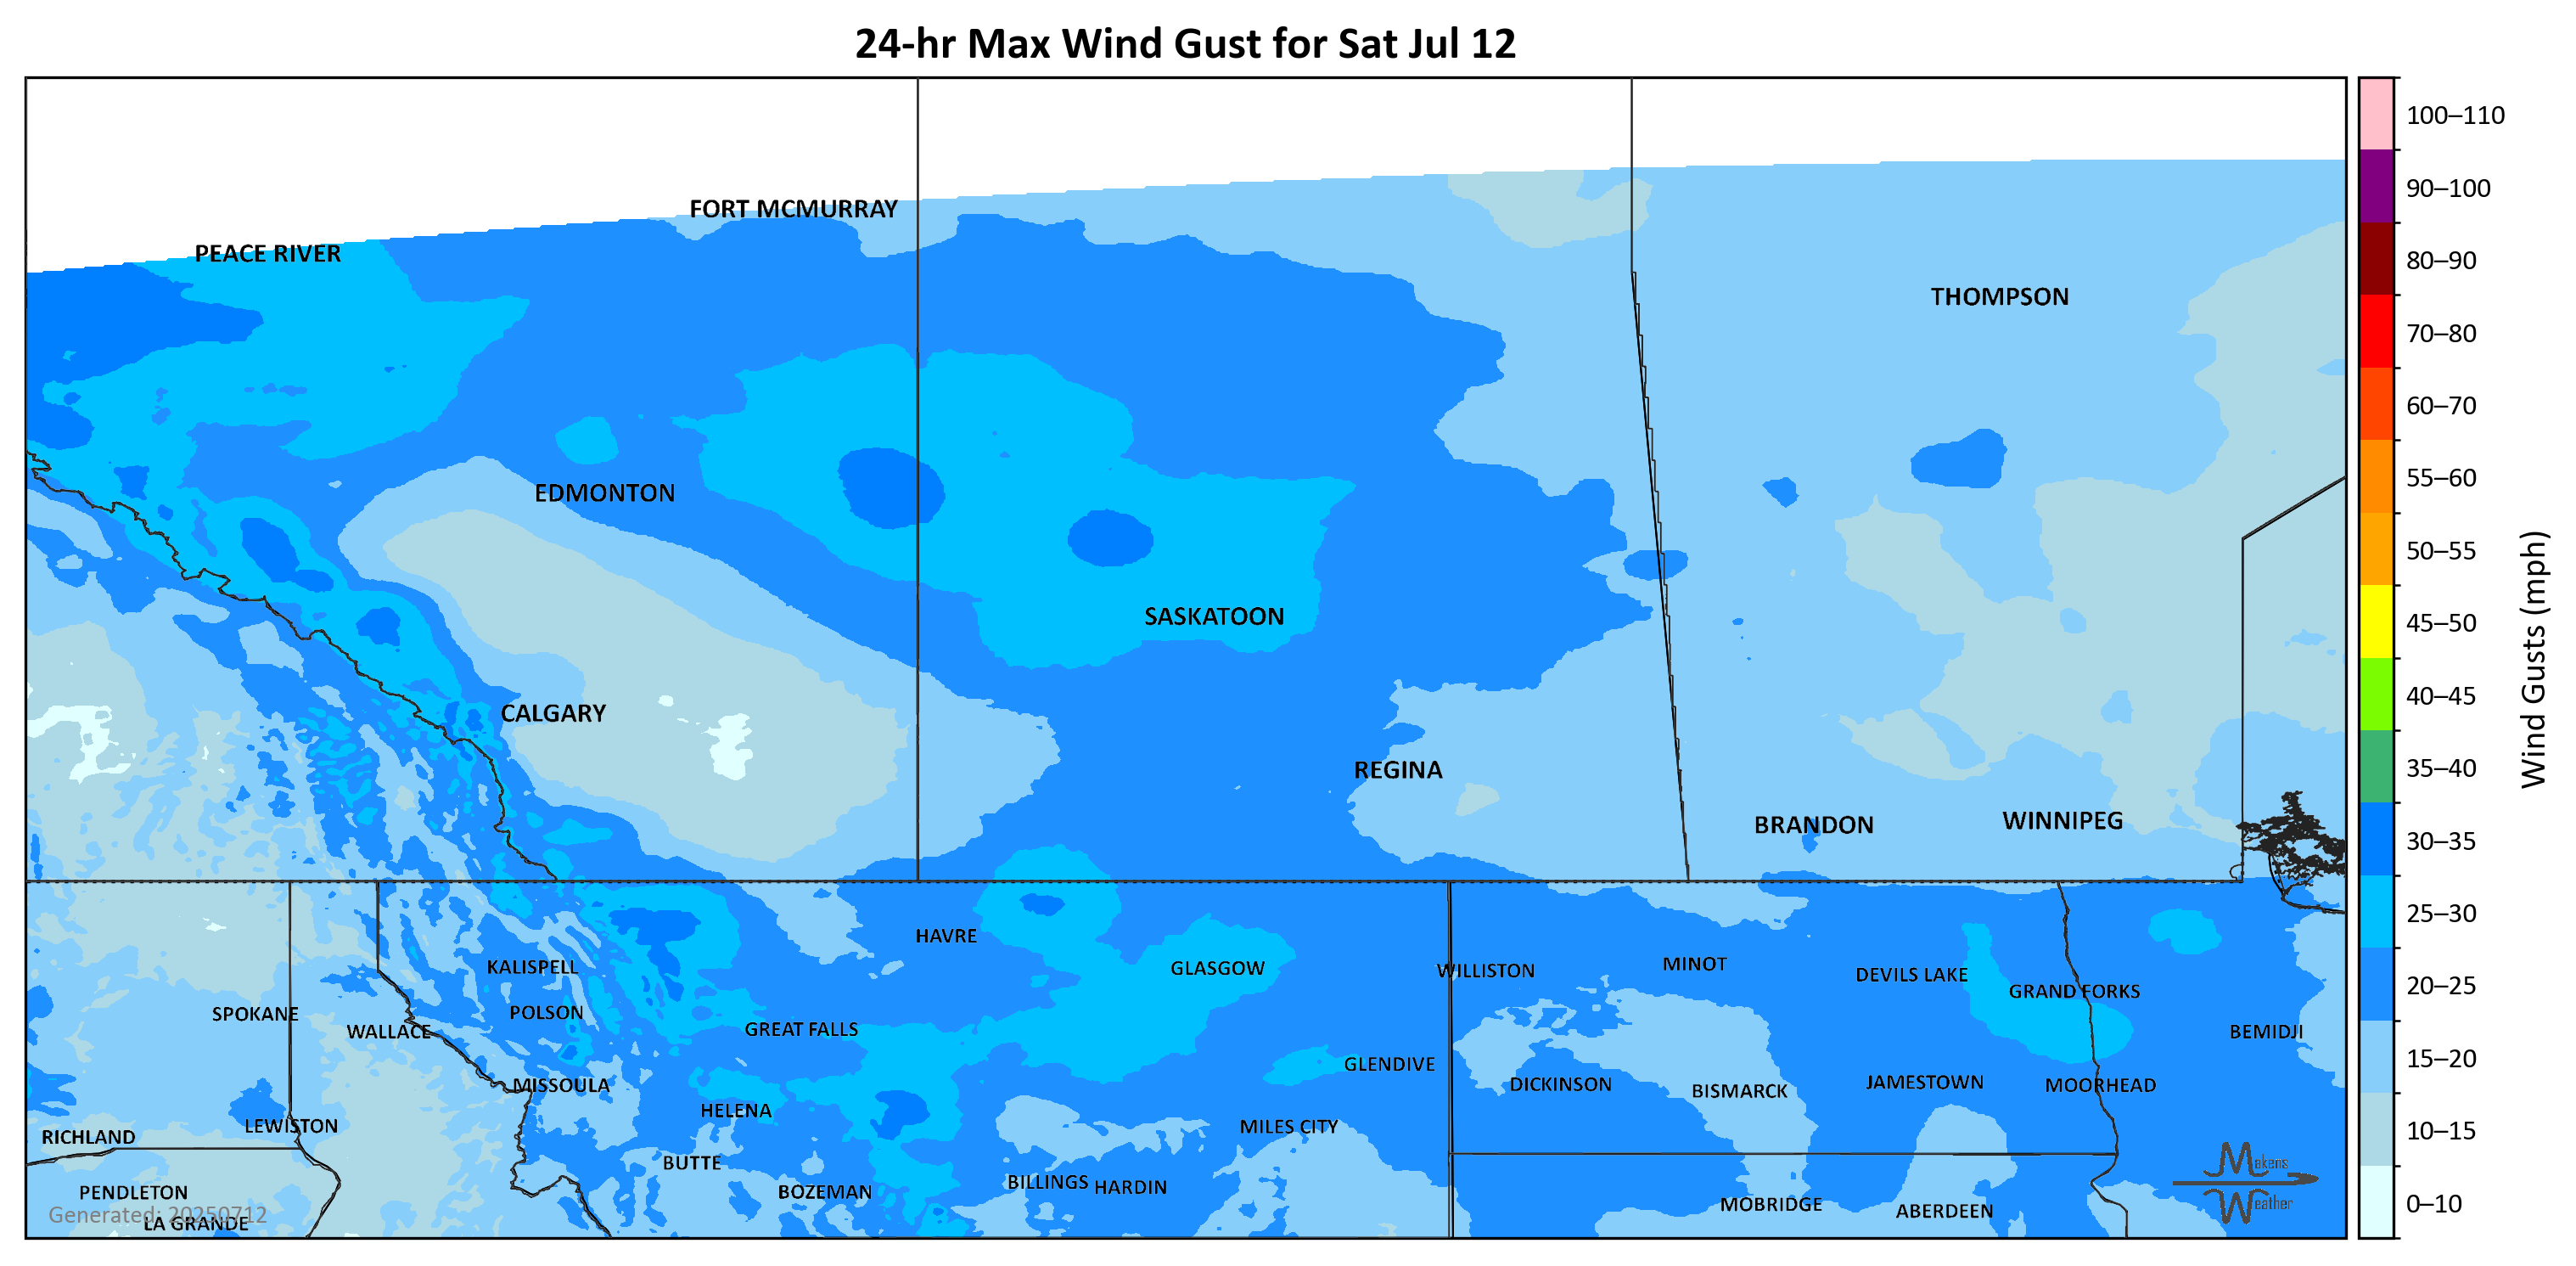 24-hr Max Wind Gust for Sat Jul 12
FORT MCMURRAY
PEACE RIVER
THOMPSON
EDMONTON
SASKATOON
CALGARY
REGINA
BRANDON
WINNIPEG
HAVRE
KALISPELL
GLASGOW
WILLISTON
MINOT
DEVILS LAKE
GRAND FORKS
SPOKANE
POLSON
WALLACE
GREAT FALLS
BEMIDJI
GLENDIVE
MISSOULA
DICKINSON
BISMARCK
JAMESTOWN
MOORHEAD
HELENA
LEWISTON
RICHLAND
MILES CITY
BUTTE
PENDLETON
BOZEMAN
BILLINGS
HARDIN
MOBRIDGE
ABERDEEN
Generated: 20250712
LA GRANDE
Makens
Weather
100–110
90–100
80–90
70–80
60–70
55–60
50–55
45–50
40–45
35–40
30–35
25–30
20–25
15–20
10–15
0–10
Wind Gusts (mph)